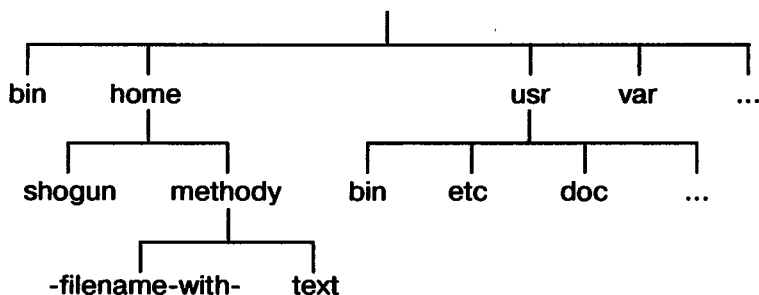 bin home usr var ...
shogun methody bin etc doc ...
-filename-with- text